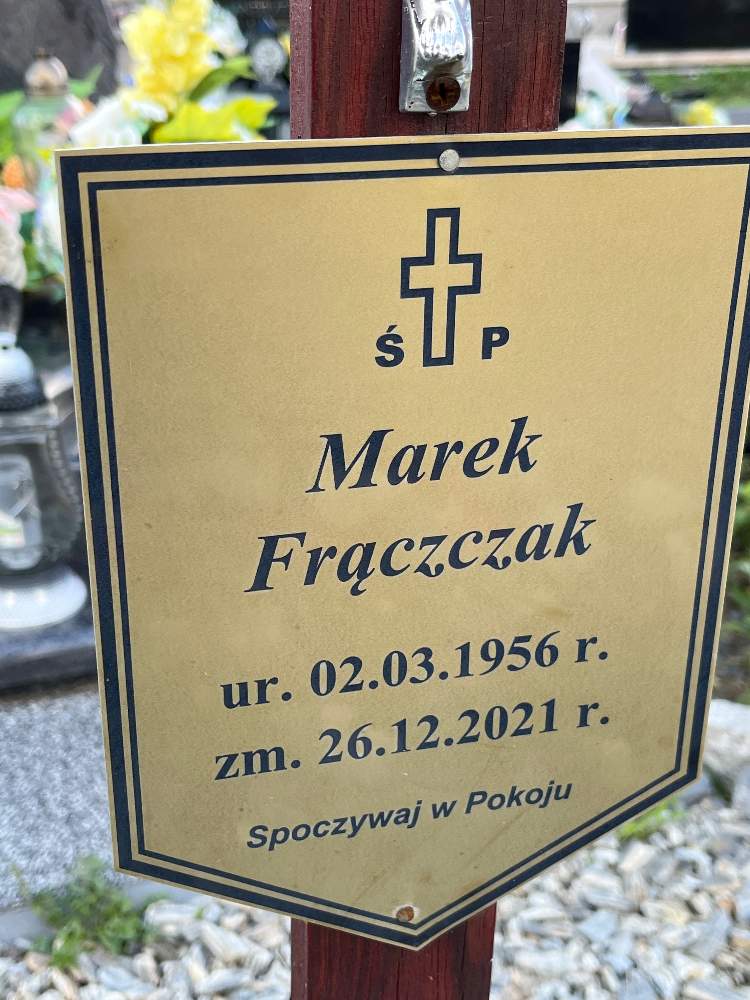 Ś P
Marek
Frączczak
ur. 02.03.1956 r.
zm. 26.12.2021 r.
Spoczywaj w Pokoju